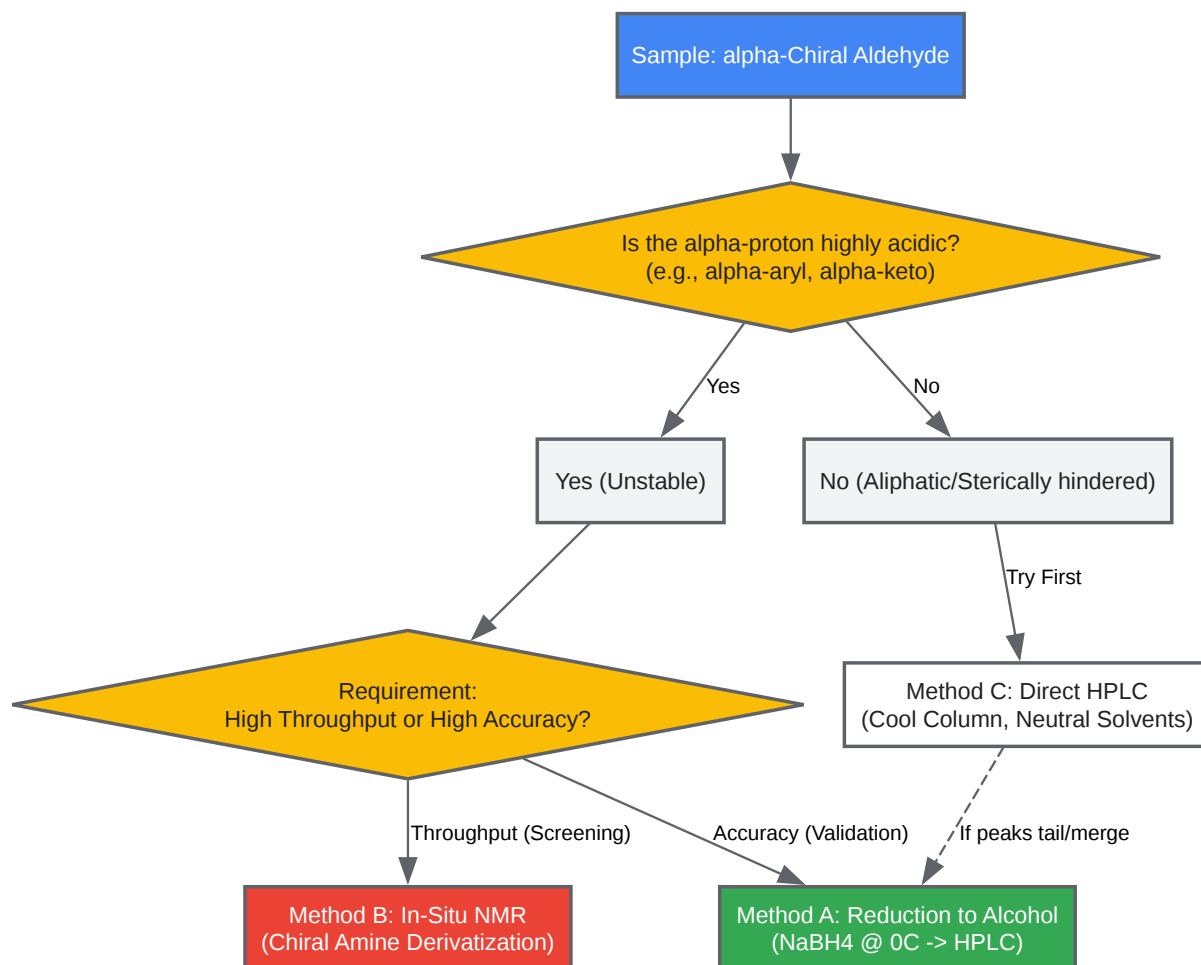 Sample: alpha-Chiral Aldehyde
Is the alpha-proton highly acidic?
(e.g., alpha-aryl, alpha-keto)
Yes
No
Yes (Unstable)
No (Aliphatic/Sterically hindered)
Try First
Requirement:
High Throughput or High Accuracy?
Method C: Direct HPLC
(Cool Column, Neutral Solvents)
Throughput (Screening)
Accuracy (Validation)
If peaks tail/merge
Method B: In-Situ NMR
(Chiral Amine Derivatization)
Method A: Reduction to Alcohol
(NaBH4 @ 0C -> HPLC)